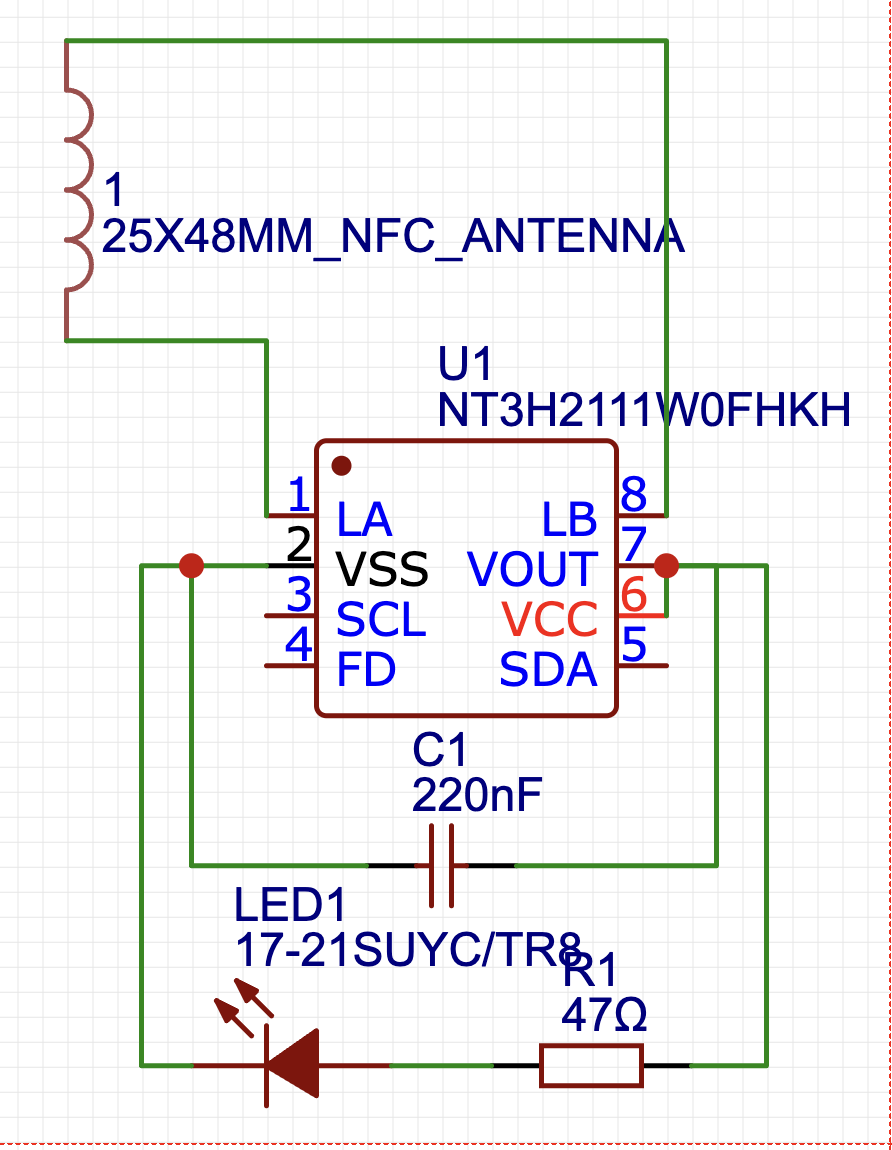 1
25X48MM_NFC_ANTENNA
U1
NT3H2111W0FHKH
1 LA LB 8
2 VSS VOUT 7
3 SCL VCC 6
4 FD SDA 5
C1
220nF
LED1
17-21SUYC/TR8
R1
47Ω